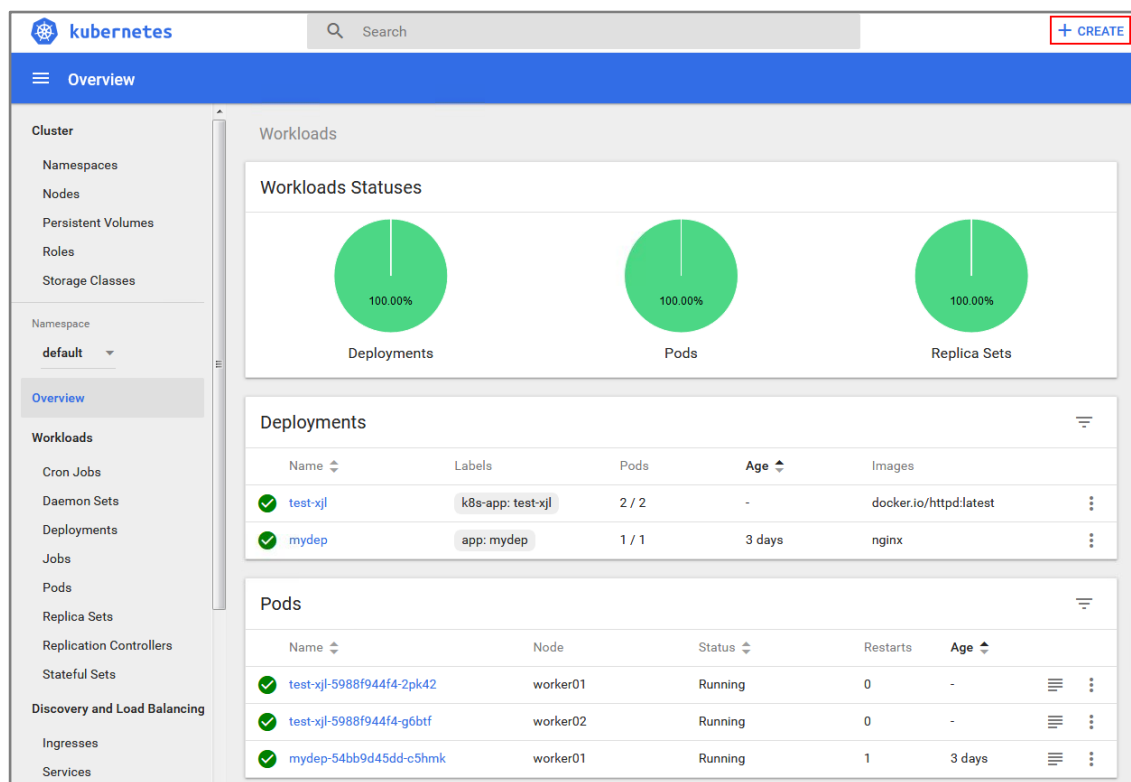 kubernetes
Search
+ CREATE
Overview
Cluster
Namespaces
Nodes
Persistent Volumes
Roles
Storage Classes
Namespace
default
Overview
Workloads
Cron Jobs
Daemon Sets
Deployments
Jobs
Pods
Replica Sets
Replication Controllers
Stateful Sets
Discovery and Load Balancing
Ingresses
Services
Workloads
Workloads Statuses
100.00% 100.00% 100.00%
Deployments Pods Replica Sets
Deployments
Name Labels Pods Age Images
test-xjl k8s-app: test-xjl 2 / 2 - docker.io/httpd:latest
mydep app: mydep 1 / 1 3 days nginx
Pods
Name Node Status Restarts Age
test-xjl-5988f944f4-2pk42 worker01 Running 0 -
test-xjl-5988f944f4-g6btf worker02 Running 0 -
mydep-54bb9d45dd-c5hmk worker01 Running 1 3 days